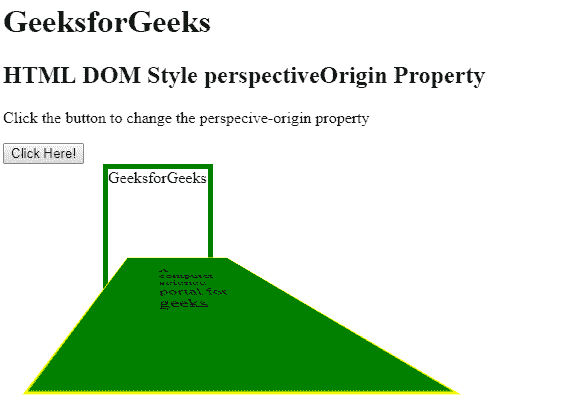 GeeksforGeeks
HTML DOM Style perspectiveOrigin Property
Click the button to change the perspecive-origin property
Click Here!
GeeksforGeeks
A
computer
science
portal for
geeks